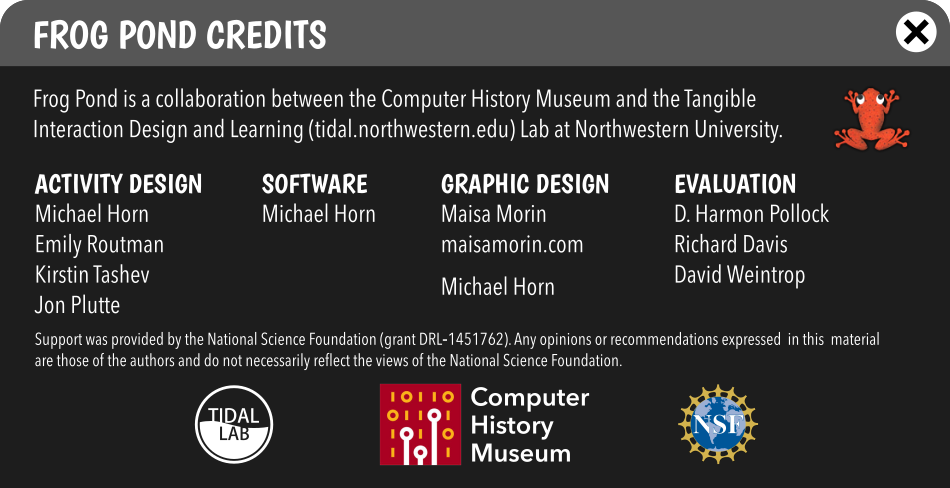 FROG POND CREDITS
Frog Pond is a collaboration between the Computer History Museum and the Tangible
Interaction Design and Learning (tidal.northwestern.edu) Lab at Northwestern University.
ACTIVITY DESIGN
Michael Horn
Emily Routman
Kirstin Tashev
Jon Plutte
SOFTWARE
Michael Horn
GRAPHIC DESIGN
Maisa Morin
maisamorin.com
Michael Horn
EVALUATION
D. Harmon Pollock
Richard Davis
David Weintrop
Support was provided by the National Science Foundation (grant DRL-1451762). Any opinions or recommendations expressed in this material
are those of the authors and do not necessarily reflect the views of the National Science Foundation.
TIDAL
LAB
Computer
History
Museum
NSF